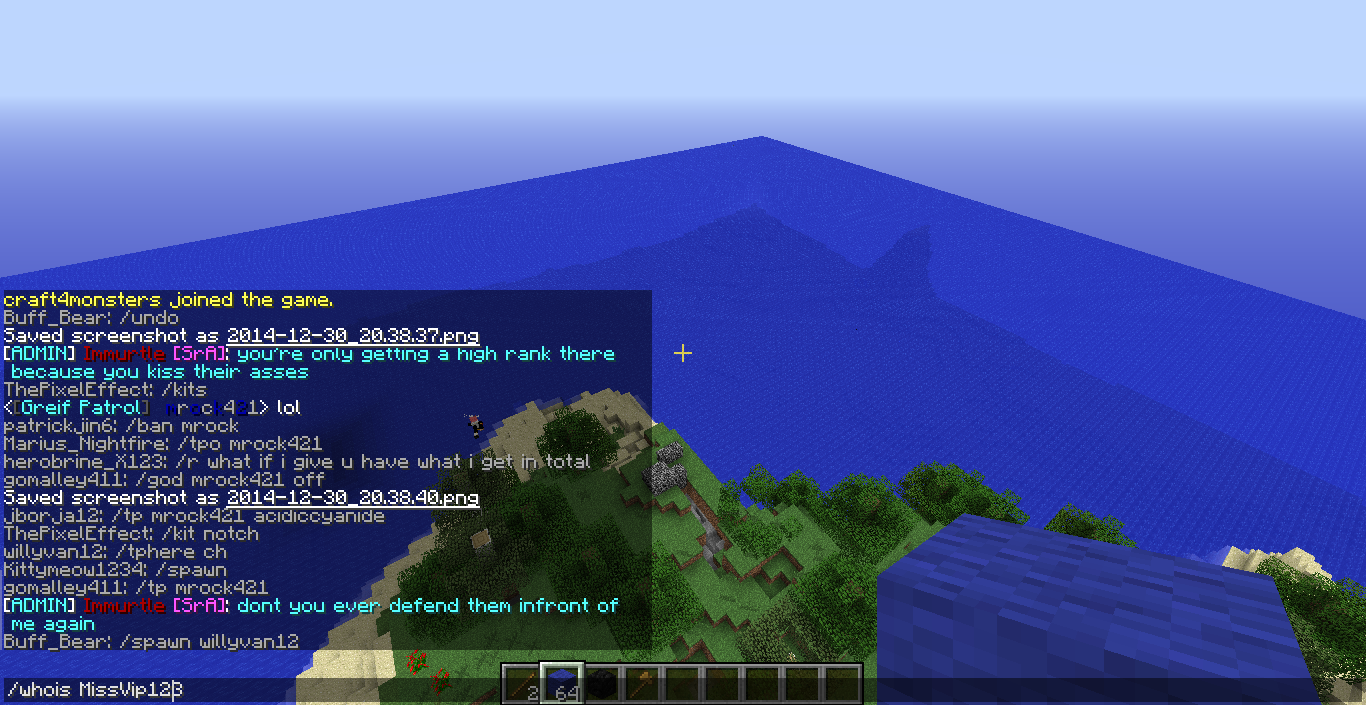 craft4monsters joined the game.
Buff_Bear: /undo
Saved screenshot as 2014-12-30_20.38.37.png
[ADMIN] Immurtle [SrA]: you're only getting a high rank there
because you kiss their asses
ThePixelEffect: /kits
<[Greif Patrol] mrock421> lol
patrickjin6: /ban mrock
Marius_Nightfire: /tpo mrock421
herobrine_X123: /r what if i give u have what i get in total
gomalley411: /god mrock421 off
Saved screenshot as 2014-12-30_20.38.40.png
jborja12: /tp mrock421 acidiccyanide
ThePixelEffect: /kit notch
willyvan12: /tphere ch
Kittymeow1234: /spawn
gomalley411: /tp mrock421
[ADMIN] Immurtle [SrA]: dont you ever defend them infront of
me again
Buff_Bear: /spawn willyvan12
2 64
/whois MissVip123